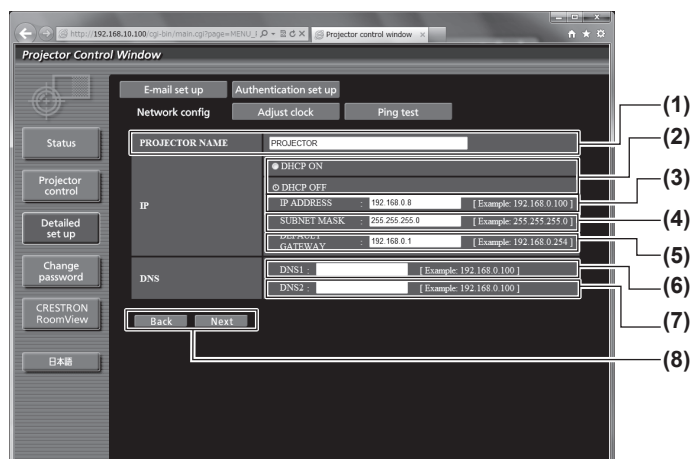 http://192.168.10.100/cgi-bin/main.cgi?page=MENU_I
Projector control window
Projector Control Window
E-mail set up
Authentication set up
Network config
Adjust clock
Ping test
(1)
(2)
(3)
(4)
(5)
(6)
(7)
(8)
Status
Projector control
Detailed set up
Change password
CRESTRON RoomView
日本語
PROJECTOR NAME PROJECTOR
IP
DHCP ON
DHCP OFF
IP ADDRESS : 192.168.0.8 [ Example: 192.168.0.100 ]
SUBNET MASK : 255.255.255.0 [ Example: 255.255.255.0 ]
DEFAULT GATEWAY : 192.168.0.1 [ Example: 192.168.0.254 ]
DNS
DNS1 : [ Example: 192.168.0.100 ]
DNS2 : [ Example: 192.168.0.100 ]
Back Next